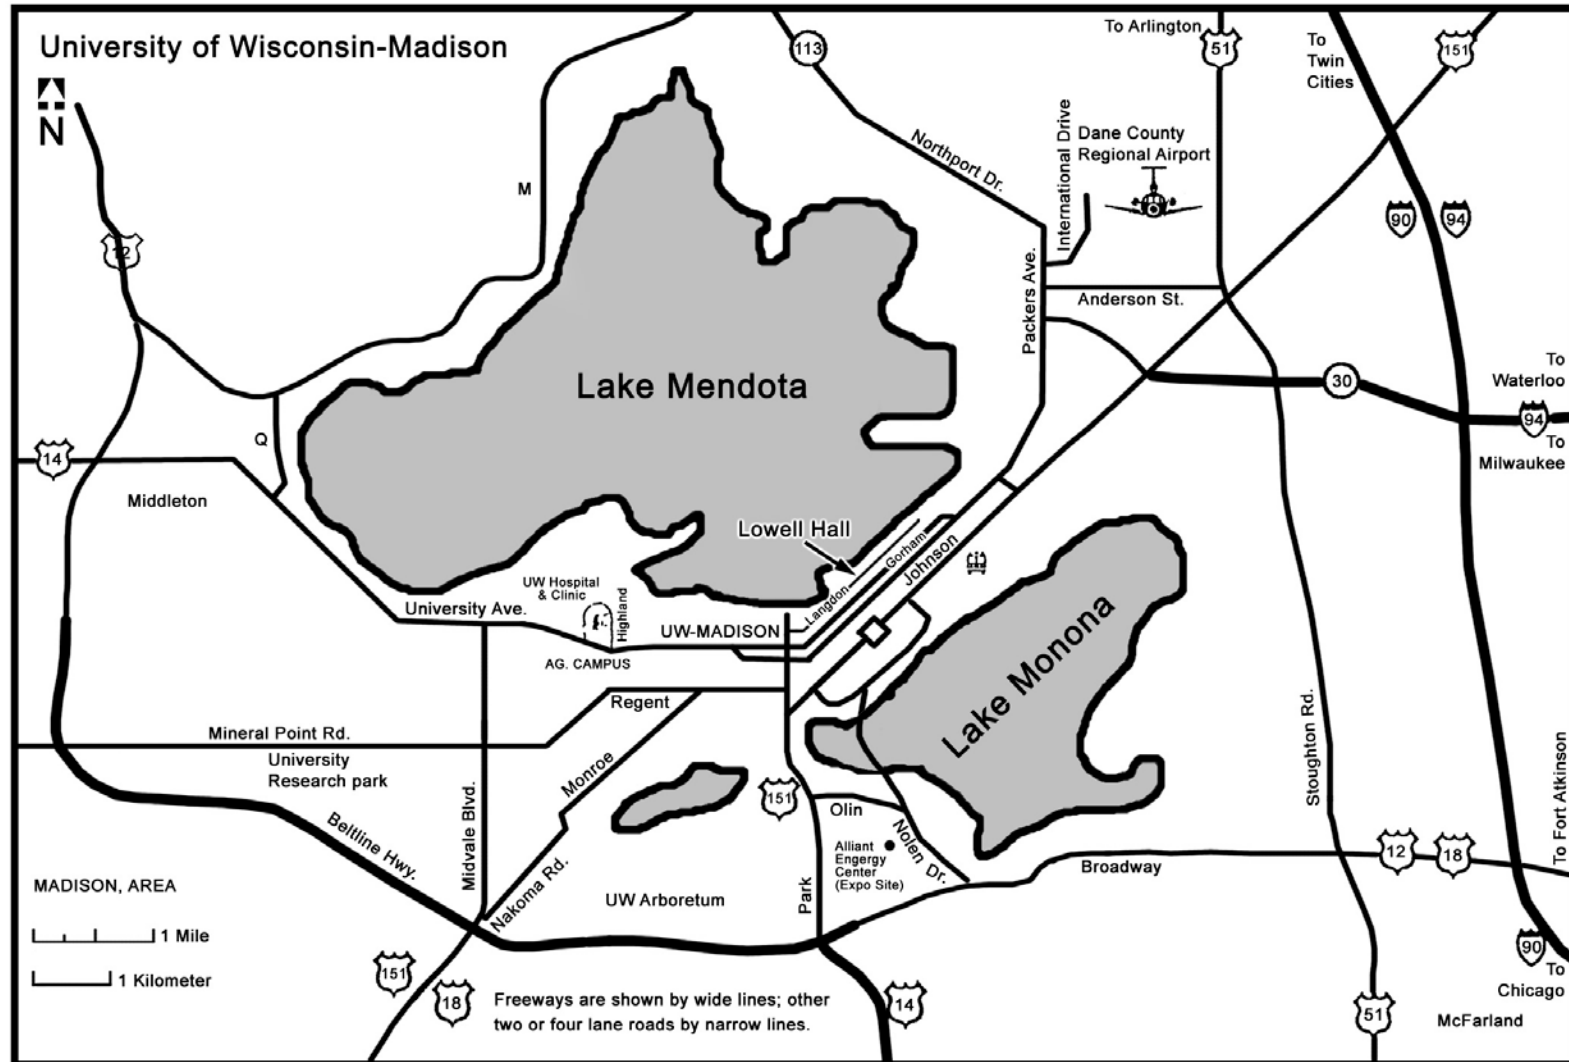 University of Wisconsin-Madison
N
113
To Arlington
51
To
Twin
Cities
151
12
M
Northport Dr.
International Drive
Dane County
Regional Airport
90
94
Packers Ave.
Anderson St.
Lake Mendota
30
To
Waterloo
94
To
Milwaukee
Q
14
Middleton
Lowell Hall
Gorham
Johnson
Langdon
UW Hospital
& Clinic
Highland
University Ave.
UW-MADISON
AG. CAMPUS
Lake Monona
Regent
Mineral Point Rd.
University
Research park
Monroe
Midvale Blvd.
151
Olin
Nolen Dr.
Stoughton Rd.
To Fort Atkinson
Beltline Hwy.
Alliant
Engergy
Center
(Expo Site)
12
18
Broadway
MADISON, AREA
Nakoma Rd.
UW Arboretum
Park
1 Mile
1 Kilometer
151
18
Freeways are shown by wide lines; other
two or four lane roads by narrow lines.
14
90
To
Chicago
51
McFarland